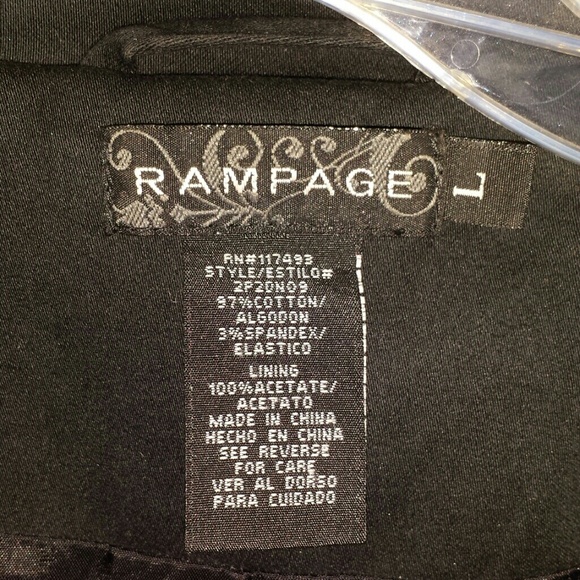 RAMPAGE
L
RN#117493
STYLE/ESTILO#
2P2DN09
97%COTTON/
ALGODON
3%SPANDEX/
ELASTICO
LINING
100%ACETATE/
ACETATO
MADE IN CHINA
HECHO EN CHINA
SEE REVERSE
FOR CARE
VER AL DORSO
PARA CUIDADO